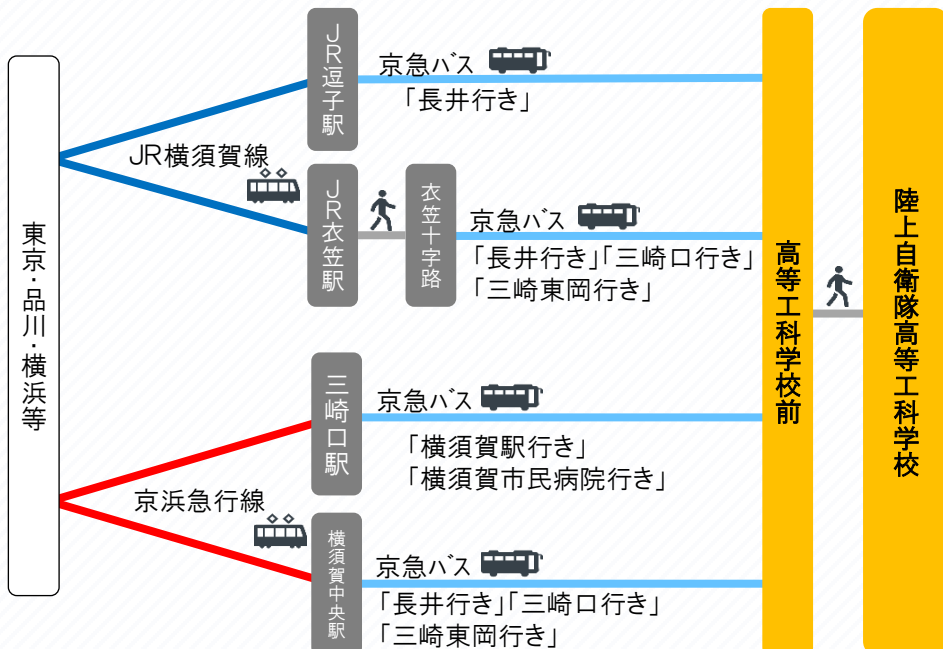 東京・品川・横浜等
JR横須賀線
JR逗子駅
京急バス
「長井行き」
JR衣笠駅
衣笠十字路
京急バス
「長井行き」「三崎口行き」
「三崎東岡行き」
京浜急行線
三崎口駅
京急バス
「横須賀駅行き」
「横須賀市民病院行き」
横須賀中央駅
京急バス
「長井行き」「三崎口行き」
「三崎東岡行き」
高等工科学校前
陸上自衛隊高等工科学校